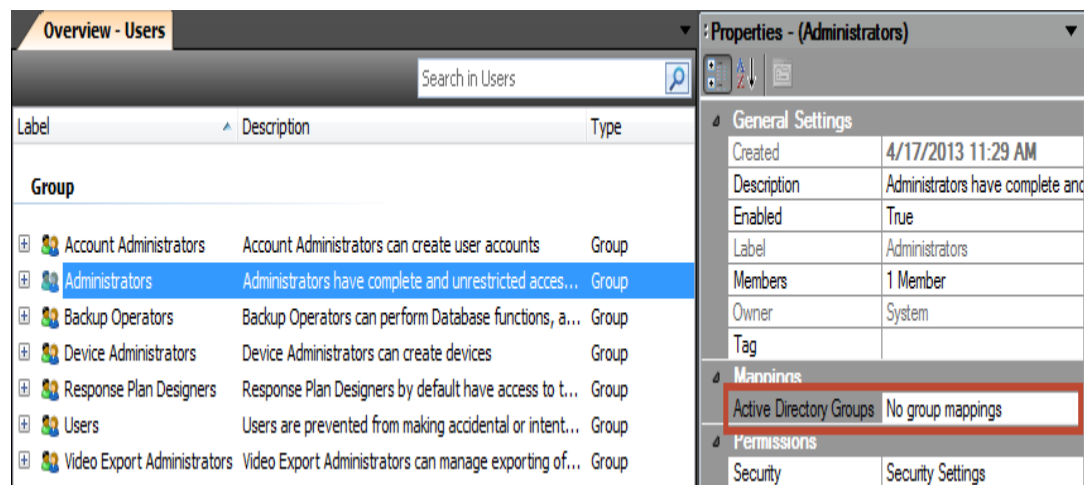 Overview - Users
Search in Users
Label Description Type
Group
Account Administrators Account Administrators can create user accounts Group
Administrators Administrators have complete and unrestricted acces... Group
Backup Operators Backup Operators can perform Database functions, a... Group
Device Administrators Device Administrators can create devices Group
Response Plan Designers Response Plan Designers by default have access to t... Group
Users Users are prevented from making accidental or intent... Group
Video Export Administrators Video Export Administrators can manage exporting of... Group
Properties - (Administrators)
General Settings
Created 4/17/2013 11:29 AM
Description Administrators have complete and
Enabled True
Label Administrators
Members 1 Member
Owner System
Tag
Mappings
Active Directory Groups No group mappings
Permissions
Security Security Settings